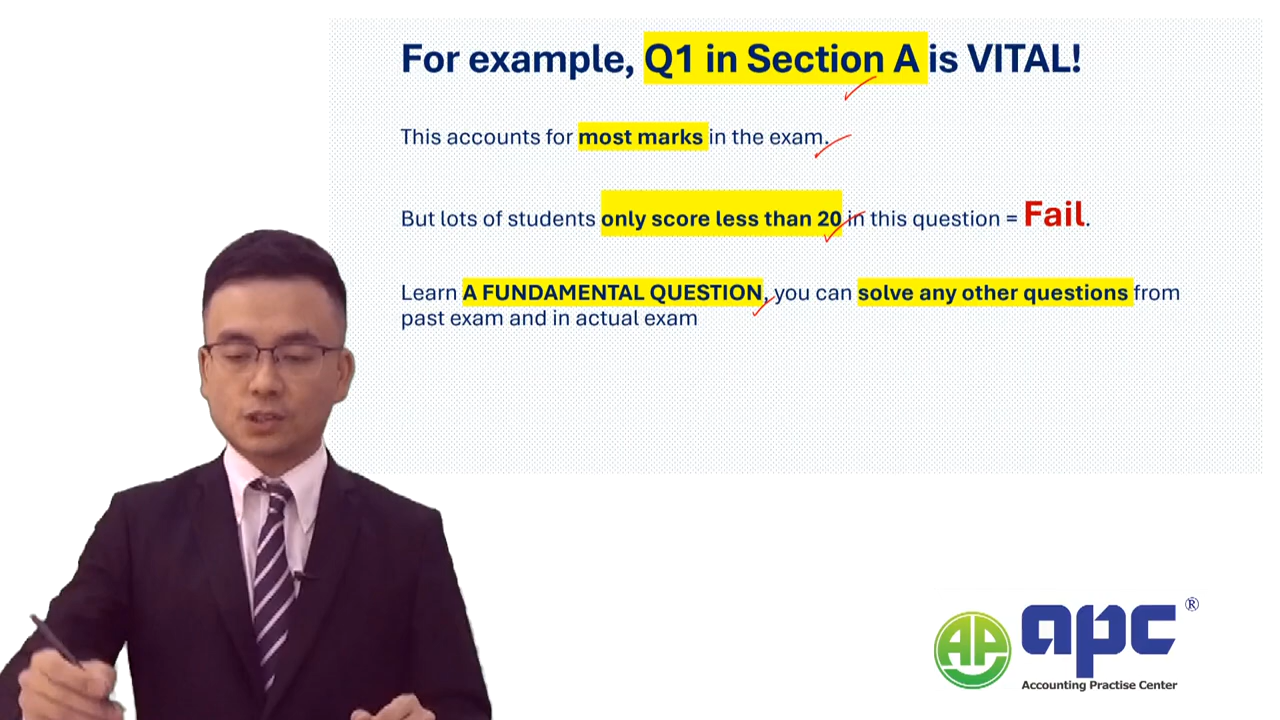 For example, Q1 in Section A is VITAL!
This accounts for most marks in the exam.
But lots of students only score less than 20 in this question = Fail.
Learn A FUNDAMENTAL QUESTION, you can solve any other questions from
past exam and in actual exam
AP apc ®
Accounting Practise Center